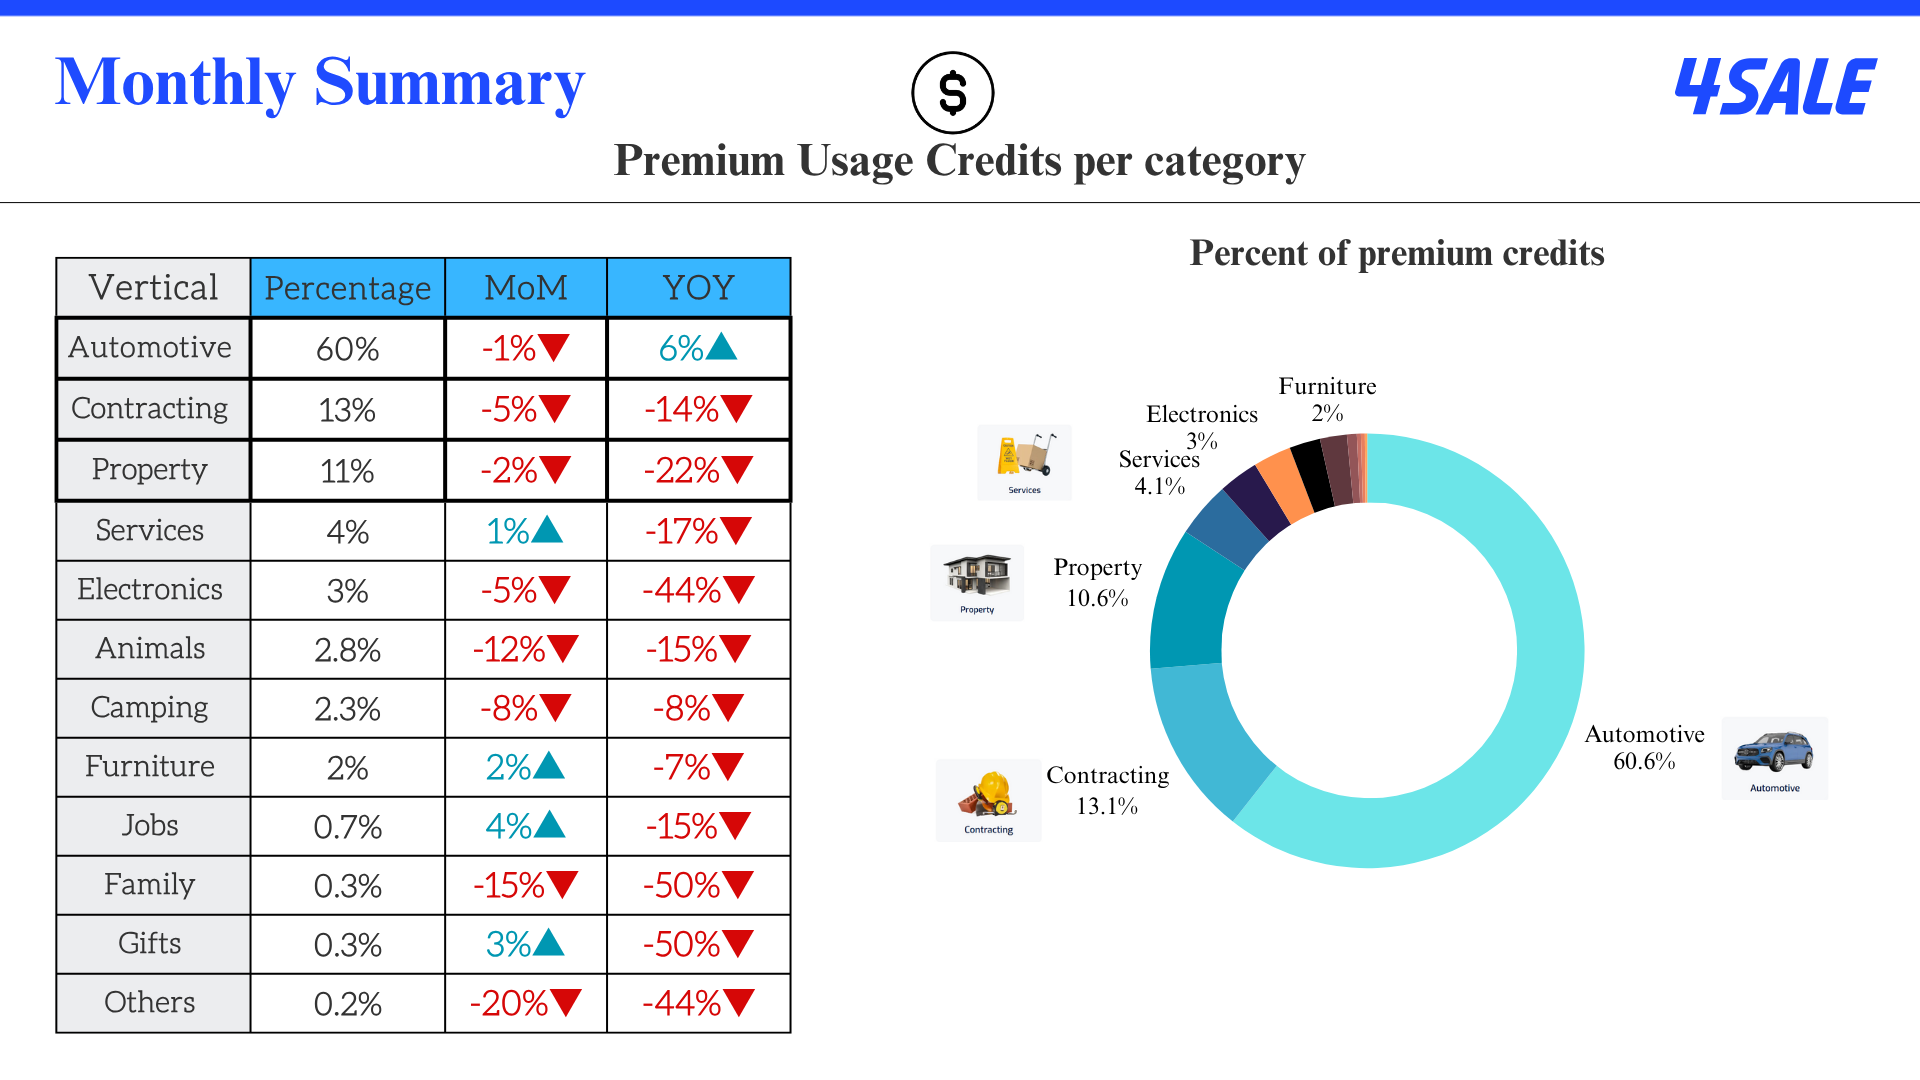 Monthly Summary
$
4SALE
Premium Usage Credits per category
Percent of premium credits
Vertical Percentage MoM YOY
Automotive 60% -1%▼ 6%▲
Contracting 13% -5%▼ -14%▼
Property 11% -2%▼ -22%▼
Services 4% 1%▲ -17%▼
Electronics 3% -5%▼ -44%▼
Animals 2.8% -12%▼ -15%▼
Camping 2.3% -8%▼ -8%▼
Furniture 2% 2%▲ -7%▼
Jobs 0.7% 4%▲ -15%▼
Family 0.3% -15%▼ -50%▼
Gifts 0.3% 3%▲ -50%▼
Others 0.2% -20%▼ -44%▼
Furniture
2%
Electronics
3%
Services
4.1%
Services
Property
10.6%
Property
Contracting
13.1%
Contracting
Automotive
60.6%
Automotive